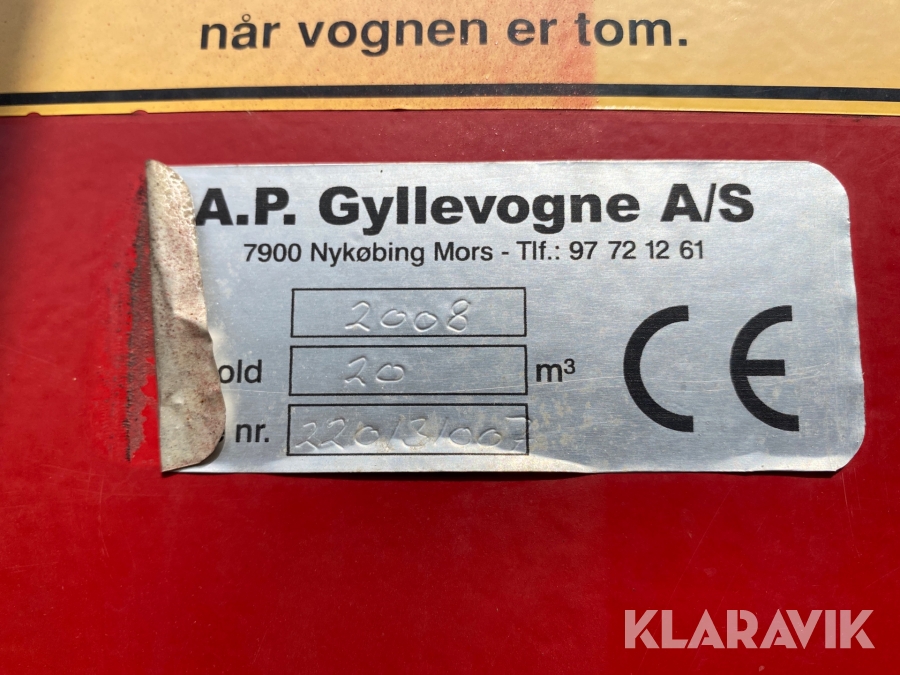 når vognen er tom.
A.P. Gyllevogne A/S
7900 Nykøbing Mors - Tlf.: 97 72 12 61
2008
old 20 m³
nr. 220131007
CE
KLARAVIK